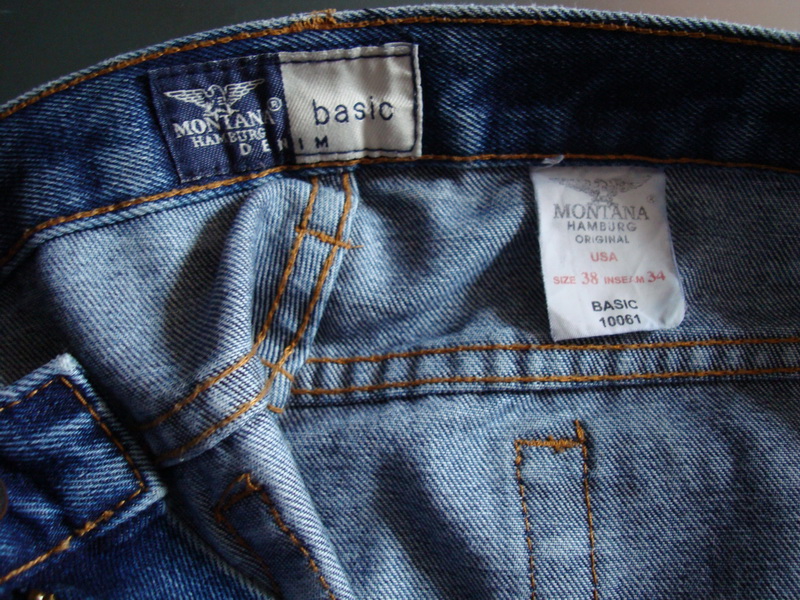 MONTANA®
HAMBURG
DENIM
basic
MONTANA®
HAMBURG
ORIGINAL
USA
SIZE 38 INSEAM 34
BASIC
10061